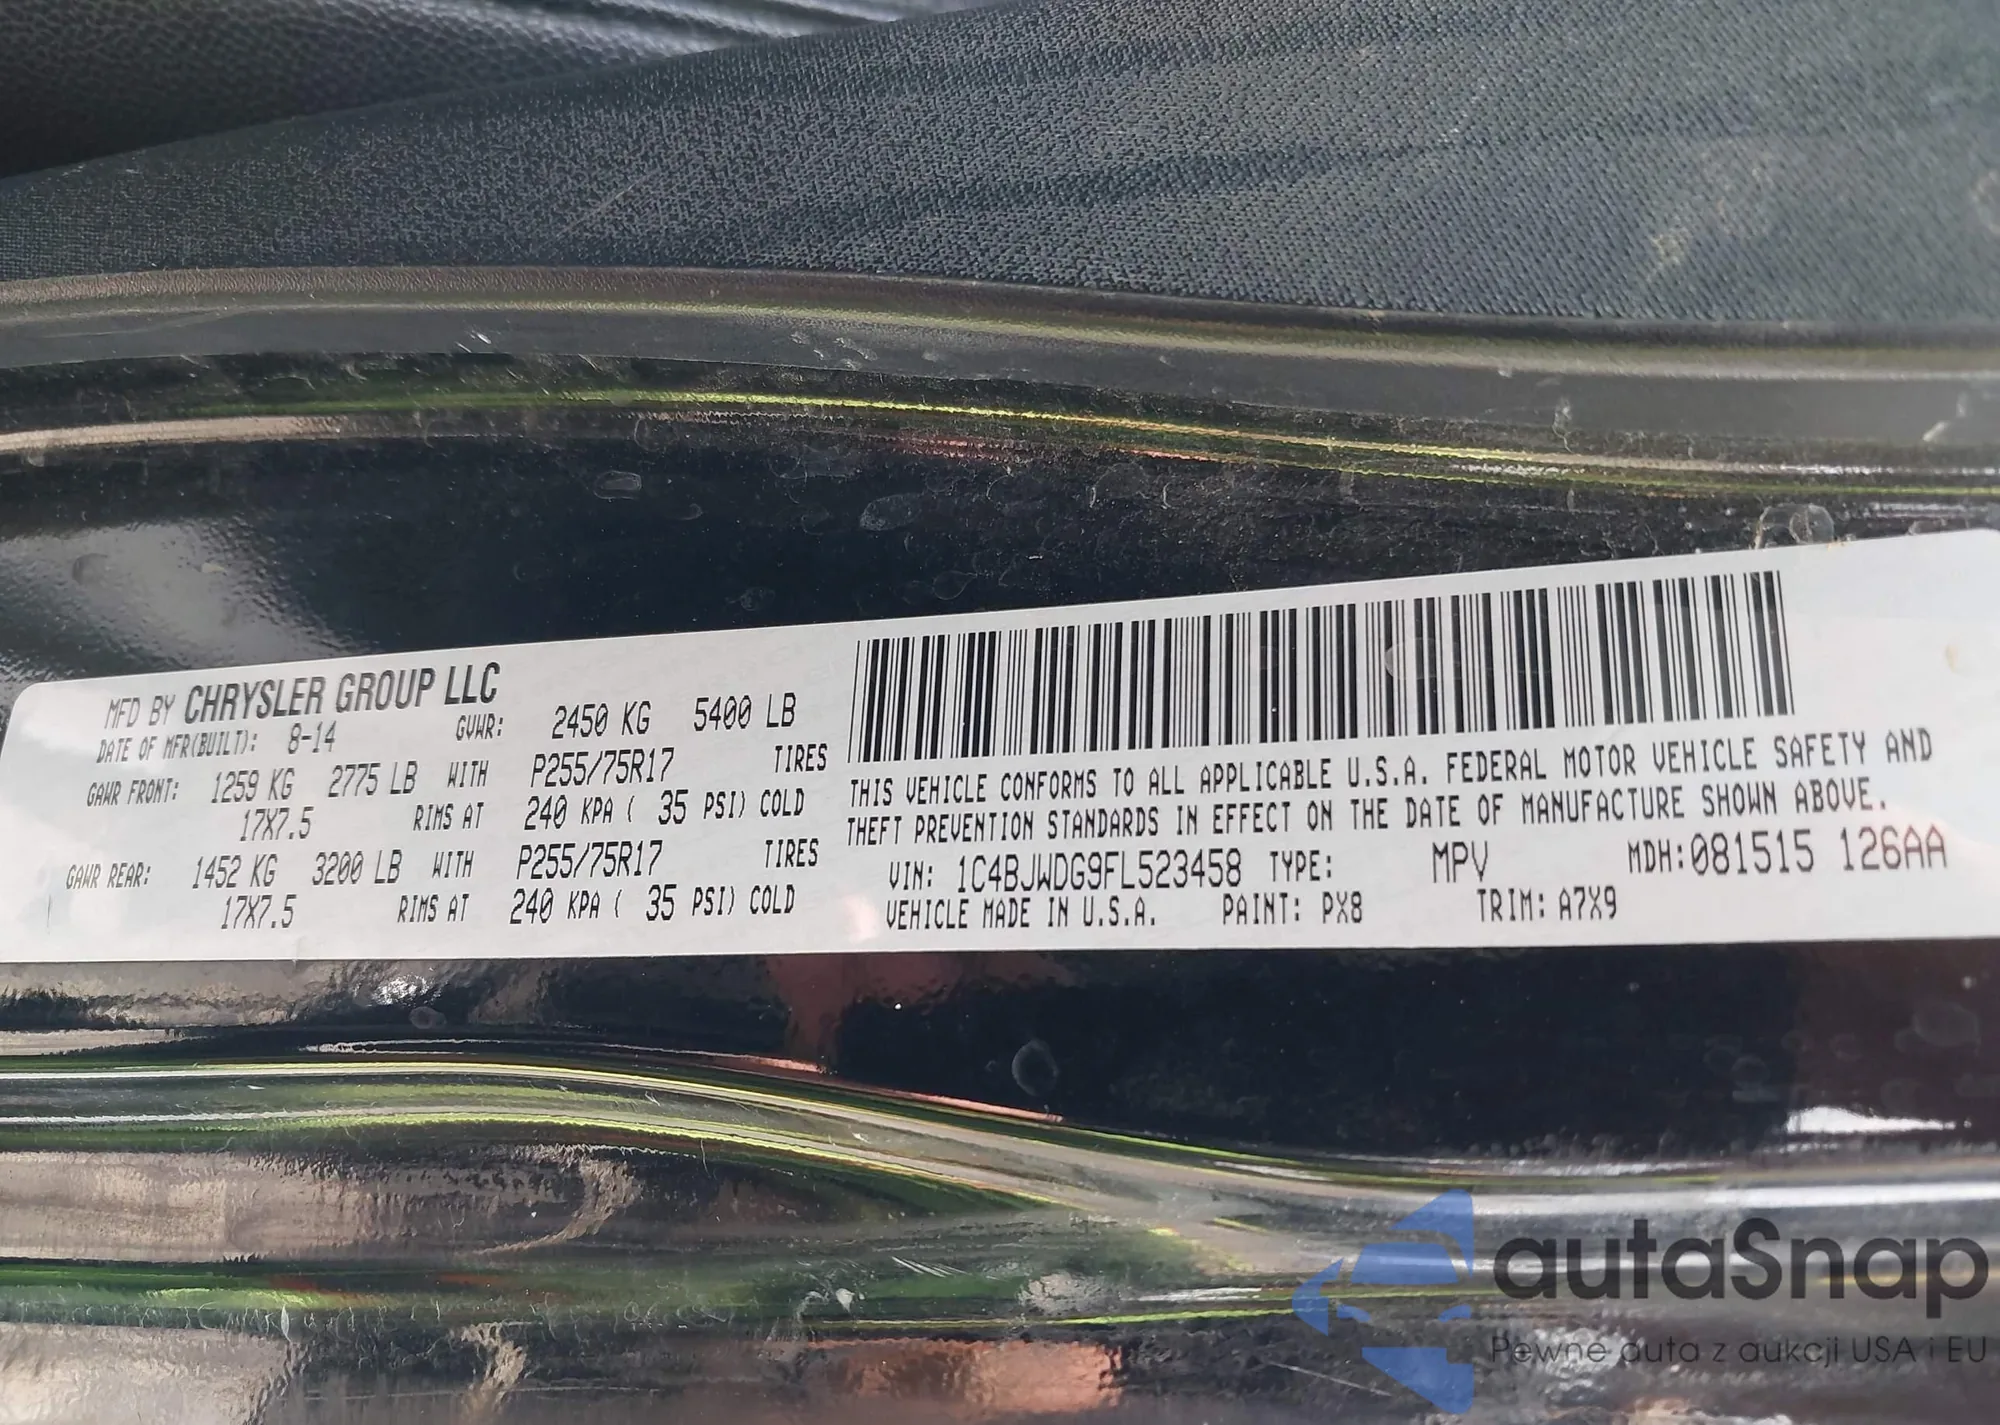 MFD BY CHRYSLER GROUP LLC
DATE OF MFR(BUILT): 8-14 GVWR: 2450 KG 5400 LB
GAWR FRONT: 1259 KG 2775 LB WITH P255/75R17 TIRES
17X7.5 RIMS AT 240 KPA ( 35 PSI) COLD
GAWR REAR: 1452 KG 3200 LB WITH P255/75R17 TIRES
17X7.5 RIMS AT 240 KPA ( 35 PSI) COLD
THIS VEHICLE CONFORMS TO ALL APPLICABLE U.S.A. FEDERAL MOTOR VEHICLE SAFETY AND
THEFT PREVENTION STANDARDS IN EFFECT ON THE DATE OF MANUFACTURE SHOWN ABOVE.
VIN: 1C4BJWDG9FL523458 TYPE: MPV MDH:081515 126AA
VEHICLE MADE IN U.S.A. PAINT: PX8 TRIM: A7X9
autaSnap
Pewne auta z aukcji USA i EU